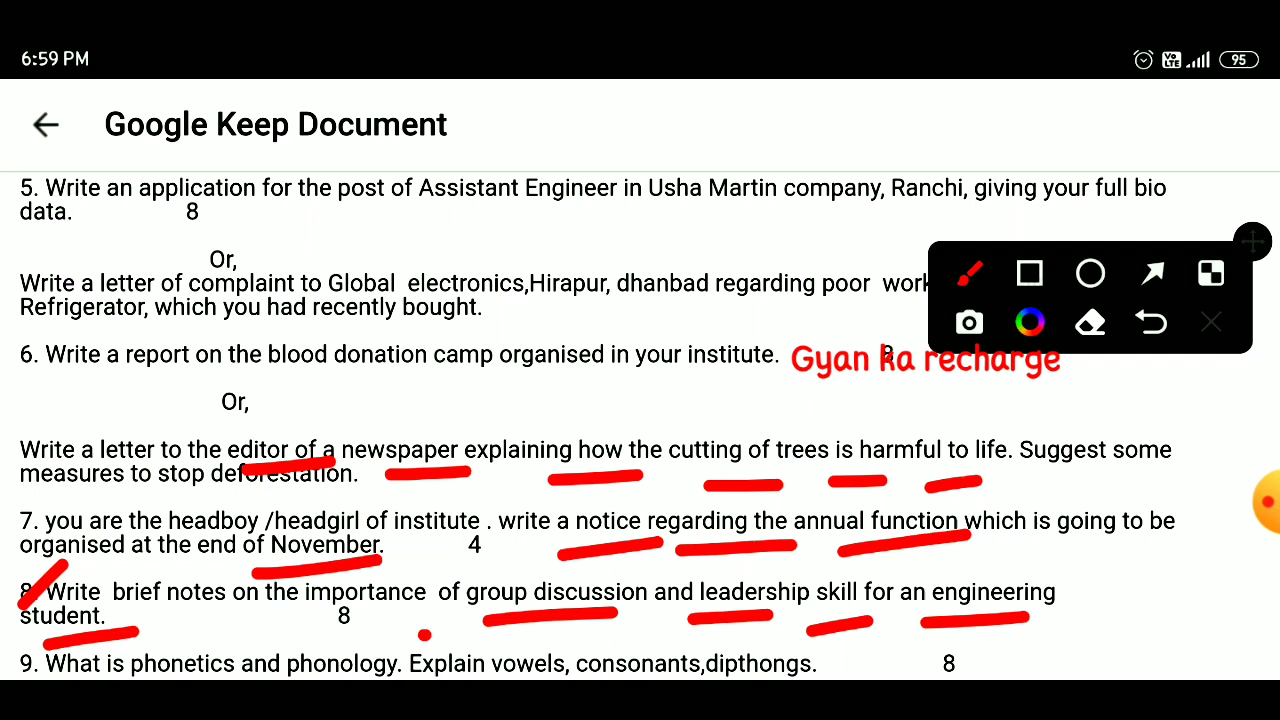 6:59 PM
Vo LTE 95
Google Keep Document
5. Write an application for the post of Assistant Engineer in Usha Martin company, Ranchi, giving your full bio
data. 8
Or,
Write a letter of complaint to Global electronics,Hirapur, dhanbad regarding poor
Refrigerator, which you had recently bought.
6. Write a report on the blood donation camp organised in your institute. 8
Gyan ka recharge
Or,
Write a letter to the editor of a newspaper explaining how the cutting of trees is harmful to life. Suggest some
measures to stop deforestation.
7. you are the headboy /headgirl of institute . write a notice regarding the annual function which is going to be
organised at the end of November. 4
8. Write brief notes on the importance of group discussion and leadership skill for an engineering
student. 8
9. What is phonetics and phonology. Explain vowels, consonants,dipthongs. 8